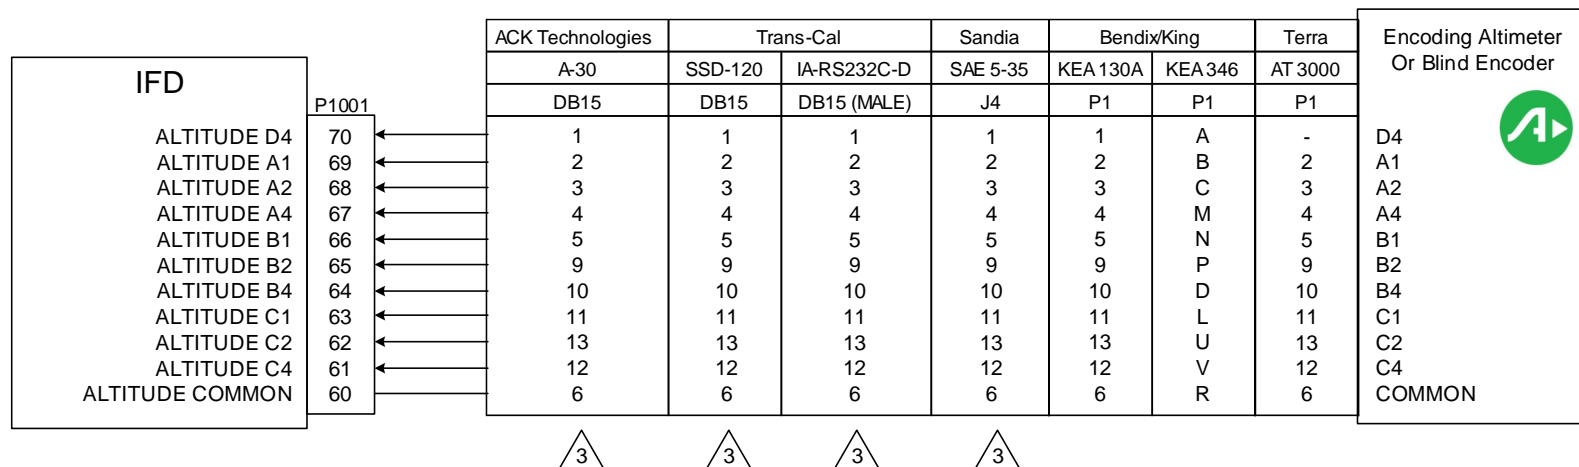 ACK Technologies Trans-Cal Sandia Bendix/King Terra Encoding Altimeter
IFD A-30 SSD-120 IA-RS232C-D SAE 5-35 KEA 130A KEA 346 AT 3000 Or Blind Encoder
P1001 DB15 DB15 DB15 (MALE) J4 P1 P1 P1
ALTITUDE D4 70 1 1 1 1 1 A - D4
ALTITUDE A1 69 2 2 2 2 2 B 2 A1
ALTITUDE A2 68 3 3 3 3 3 C 3 A2
ALTITUDE A4 67 4 4 4 4 4 M 4 A4
ALTITUDE B1 66 5 5 5 5 5 N 5 B1
ALTITUDE B2 65 9 9 9 9 9 P 9 B2
ALTITUDE B4 64 10 10 10 10 10 D 10 B4
ALTITUDE C1 63 11 11 11 11 11 L 11 C1
ALTITUDE C2 62 13 13 13 13 13 U 13 C2
ALTITUDE C4 61 12 12 12 12 12 V 12 C4
ALTITUDE COMMON 60 6 6 6 6 6 R 6 COMMON
3 3 3 3